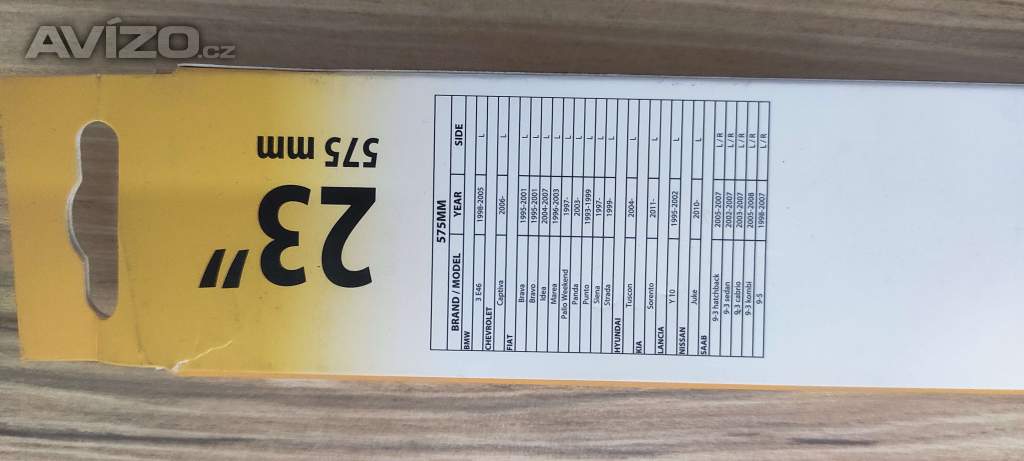 AVÍZO.cz
23"
575 mm
575MM
BRAND / MODEL YEAR SIDE
BMW
3 E46 1998-2005 L
CHEVROLET
Captiva 2006- L
FIAT
Brava 1995-2001 L
Bravo 1995-2001 L
Idea 2004-2007 L
Marea 1996-2003 L
Palio Weekend 1997- L
Panda 2003- L
Punto 1993-1999 L
Siena 1997- L
Strada 1999- L
HYUNDAI
Tuscon 2004- L
KIA
Sorento 2011- L
LANCIA
Y 10 1995-2002 L
NISSAN
Juke 2010- L
SAAB
9-3 hatchback 2005-2007 L / R
9-3 sedan 2002-2007 L / R
9-3 cabrio 2003-2007 L / R
9-3 kombi 2005-2008 L / R
9-5 1998-2007 L / R